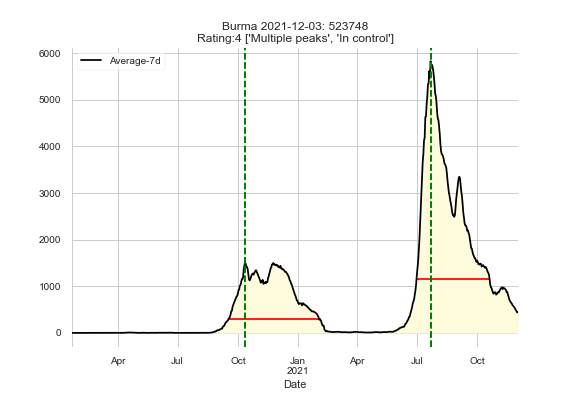 Burma 2021-12-03: 523748
Rating:4 ['Multiple peaks', 'In control']
Average-7d
6000
5000
4000
3000
2000
1000
0
Apr Jul Oct Jan Apr Jul Oct
2021
Date